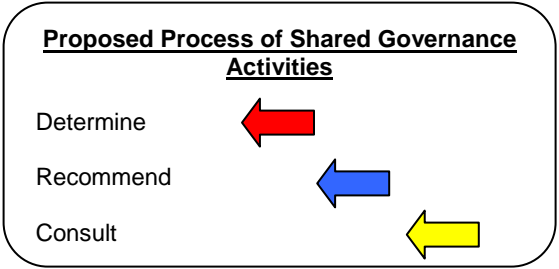 Proposed Process of Shared Governance
Activities
Determine
Recommend
Consult